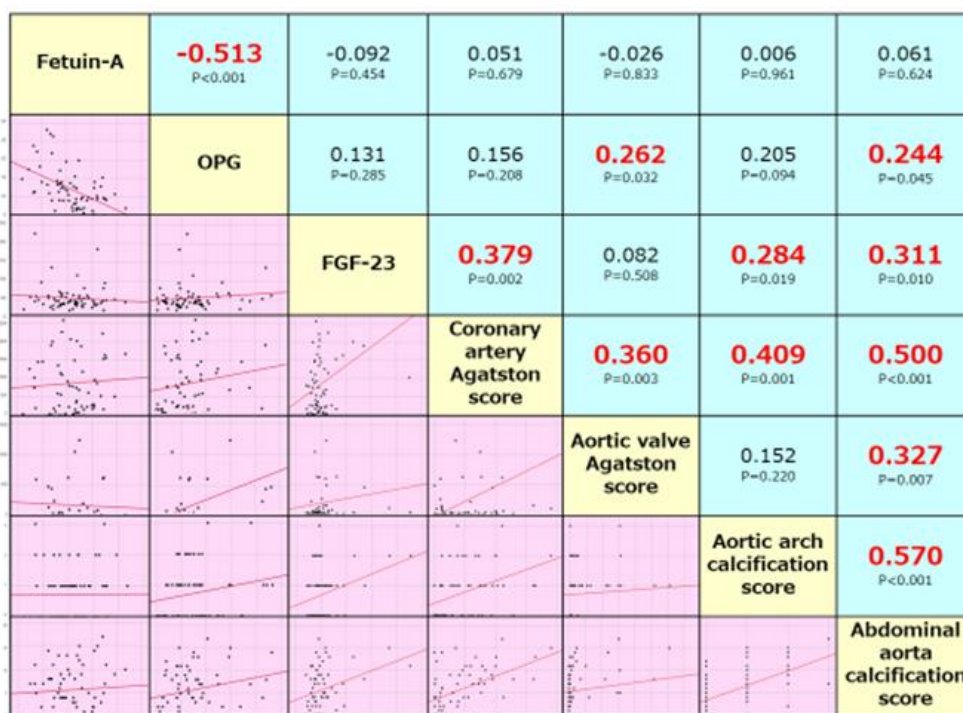 Fetuin-A
-0.513
P<0.001
-0.092
P=0.454
0.051
P=0.679
-0.026
P=0.833
0.006
P=0.961
0.061
P=0.624
OPG
0.131
P=0.285
0.156
P=0.208
0.262
P=0.032
0.205
P=0.094
0.244
P=0.045
FGF-23
0.379
P=0.002
0.082
P=0.508
0.284
P=0.019
0.311
P=0.010
Coronary
artery
Agatston
score
0.360
P=0.003
0.409
P=0.001
0.500
P<0.001
Aortic valve
Agatston
score
0.152
P=0.220
0.327
P=0.007
Aortic arch
calcification
score
0.570
P<0.001
Abdominal
aorta
calcification
score